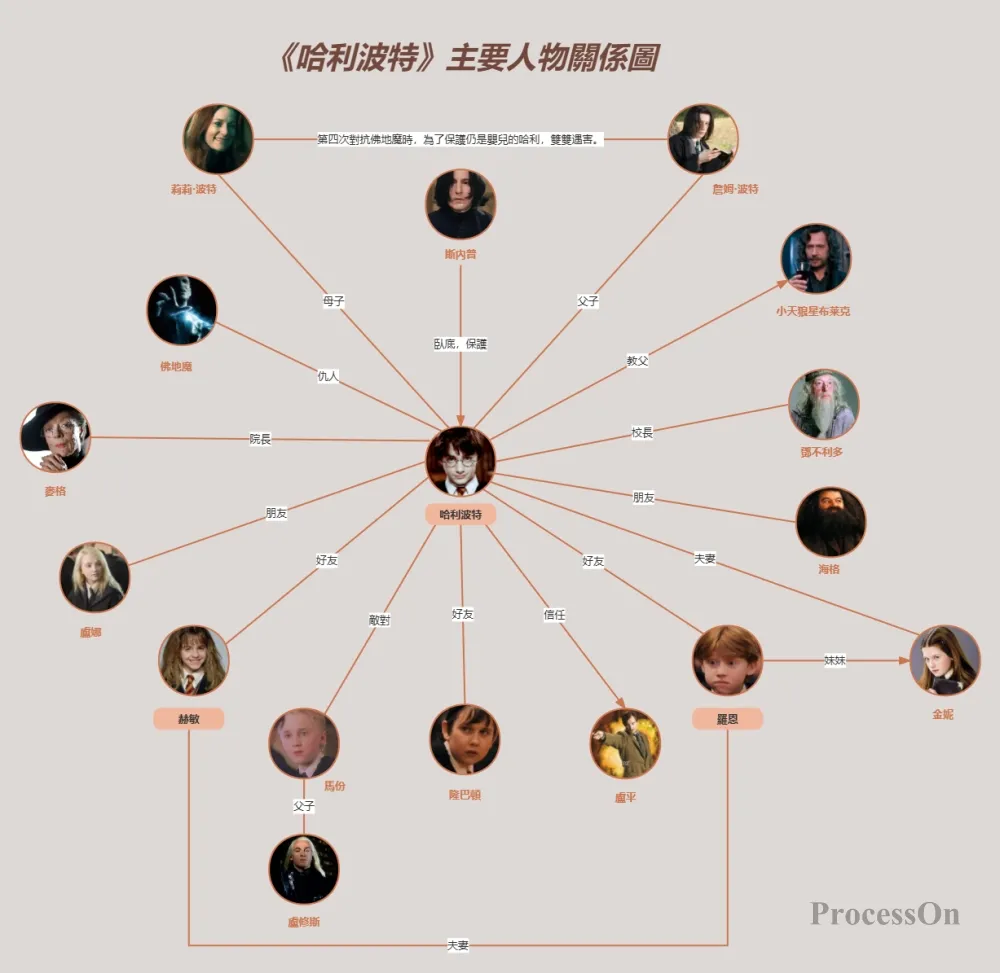 《哈利波特》主要人物關係圖
第四次對抗佛地魔時，為了保護仍是嬰兒的哈利，雙雙遇害。
莉莉·波特
詹姆·波特
斯內普
母子
父子
小天狼星布萊克
臥底，保護
佛地魔
教父
仇人
校長
院長
鄧不利多
麥格
朋友
朋友
哈利波特
好友
好友
夫妻
海格
敵對
好友
信任
盧娜
妹妹
赫敏
羅恩
金妮
馬份
隆巴頓
盧平
父子
盧修斯
ProcessOn
夫妻